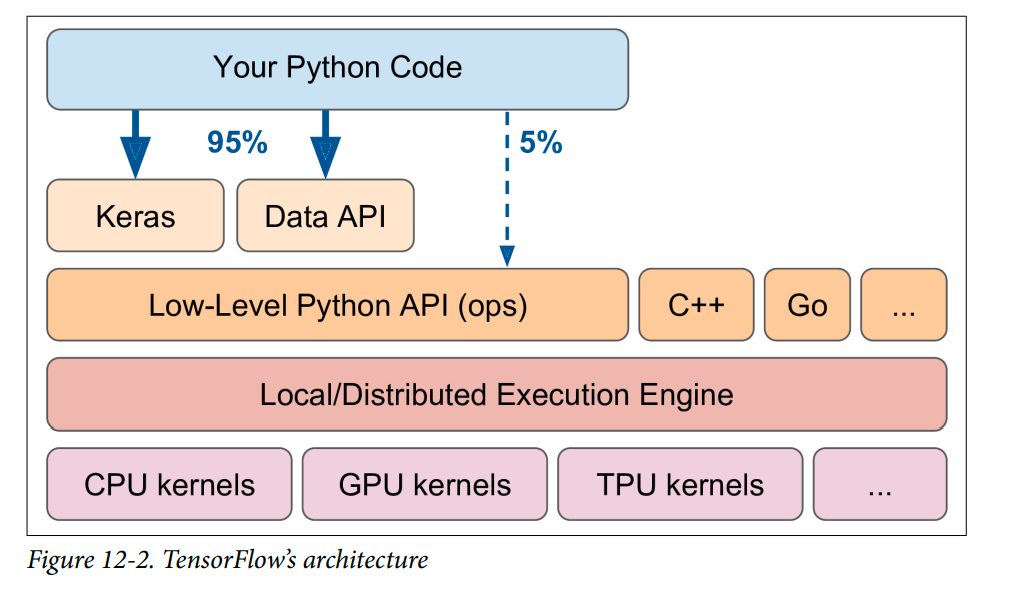 Your Python Code
95%
5%
Keras
Data API
Low-Level Python API (ops)
C++
Go
...
Local/Distributed Execution Engine
CPU kernels
GPU kernels
TPU kernels
...
Figure 12-2. TensorFlow’s architecture